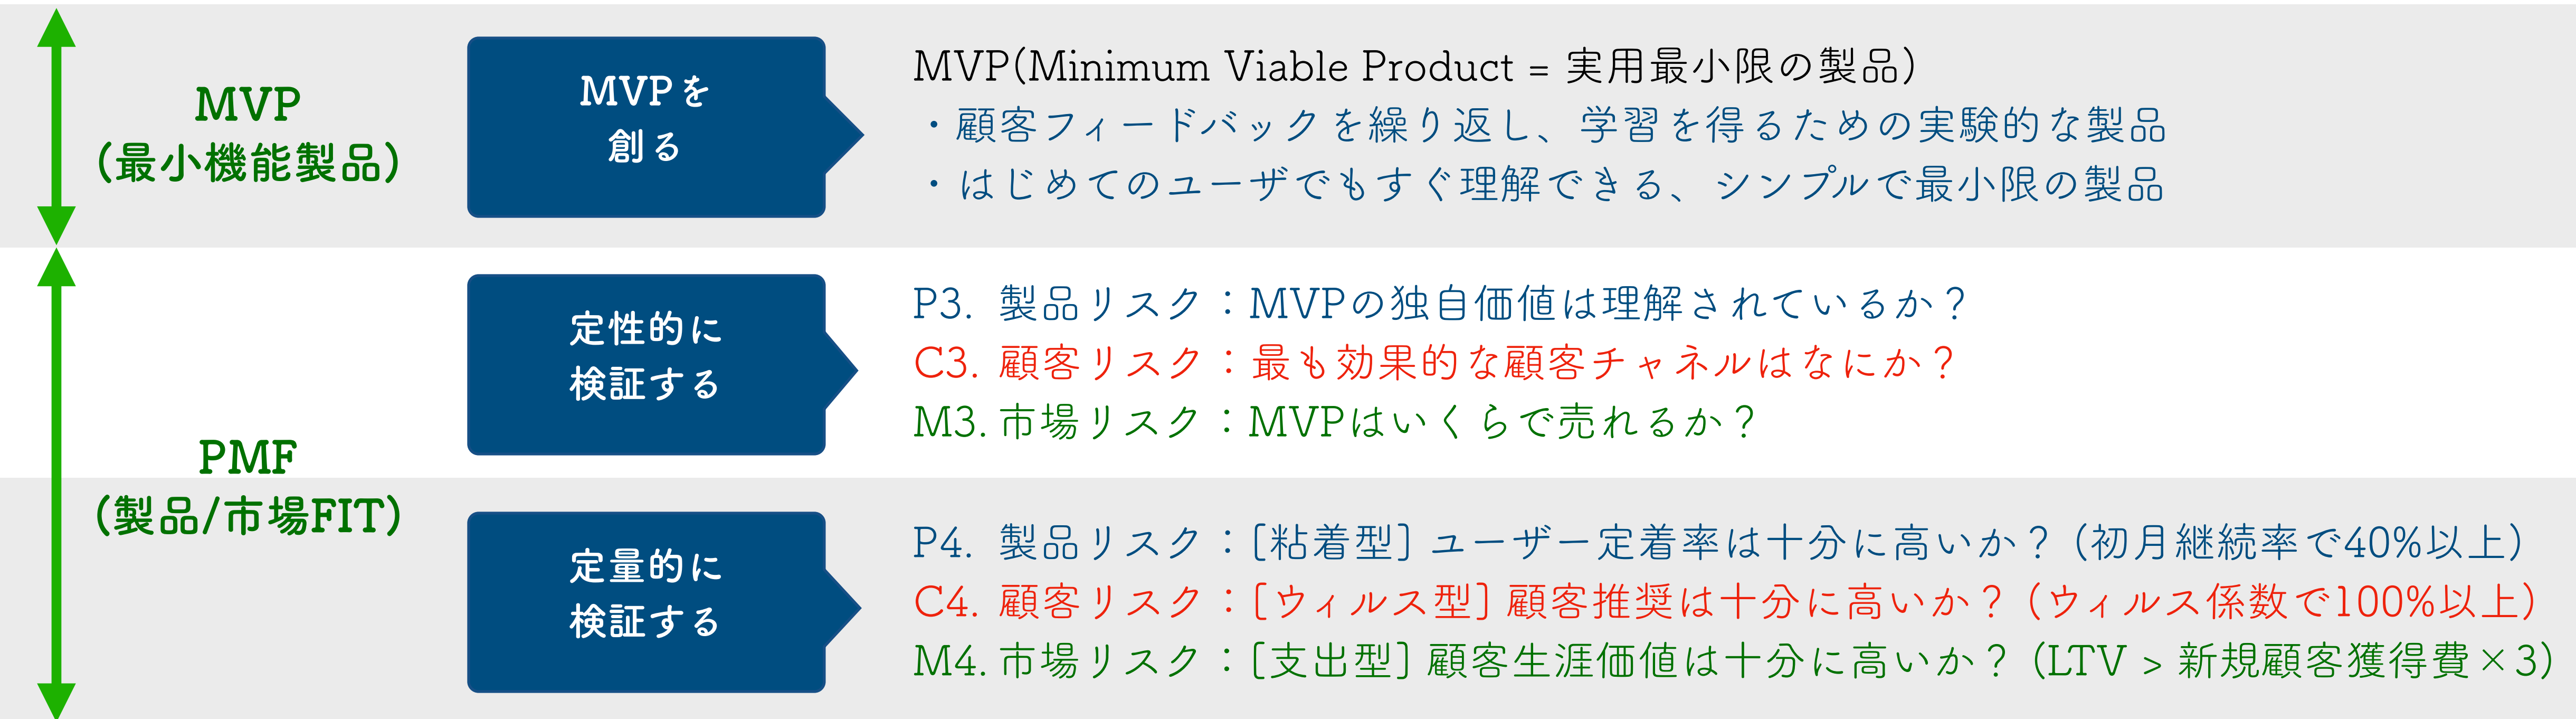 MVP
(最小機能製品)
MVPを
創る
MVP(Minimum Viable Product = 実用最小限の製品)
・顧客フィードバックを繰り返し、学習を得るための実験的な製品
・はじめてのユーザでもすぐ理解できる、シンプルで最小限の製品
PMF
(製品/市場FIT)
定性的に
検証する
P3. 製品リスク：MVPの独自価値は理解されているか？
C3. 顧客リスク：最も効果的な顧客チャネルはなにか？
M3. 市場リスク：MVPはいくらで売れるか？
定量的に
検証する
P4. 製品リスク：[粘着型] ユーザー定着率は十分に高いか？ (初月継続率で40%以上)
C4. 顧客リスク：[ウィルス型] 顧客推奨は十分に高いか？ (ウィルス係数で100%以上)
M4. 市場リスク：[支出型] 顧客生涯価値は十分に高いか？ (LTV > 新規顧客獲得費×3)